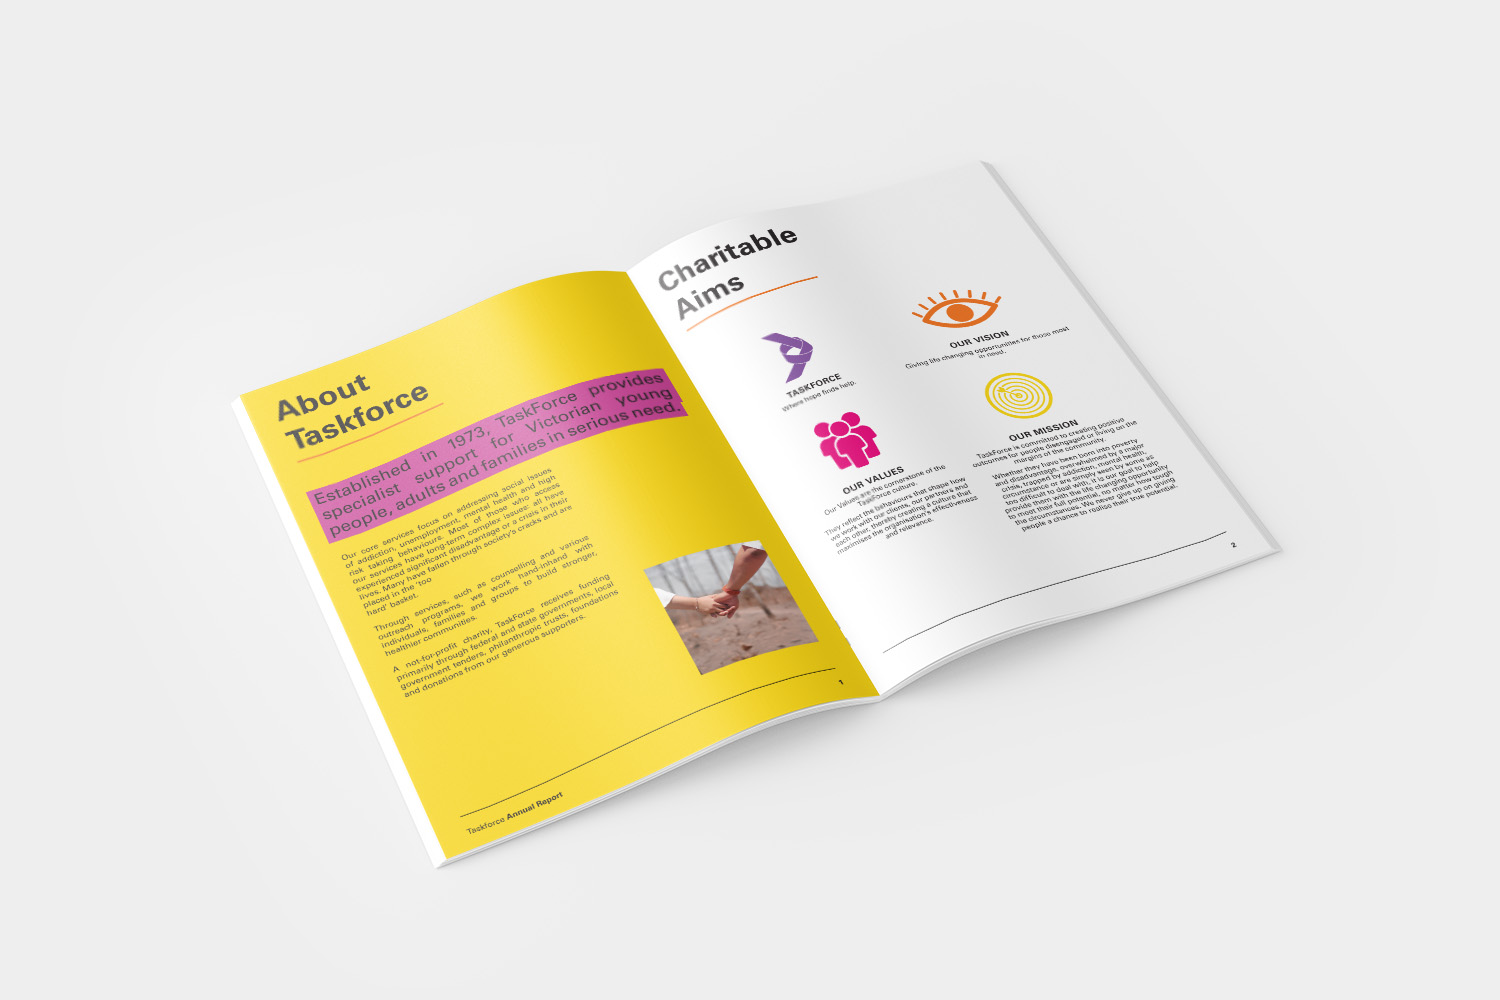 About
Taskforce
Established in 1973, TaskForce provides
specialist support for Victorian young
people, adults and families in serious need.
Our core services focus on addressing social issues
of addiction, unemployment, mental health and high
risk taking behaviours. Most of those who access
our services have long-term complex issues: all have
experienced significant disadvantage or a crisis in their
lives. Many have fallen through society's cracks and are
placed in the 'too
hard' basket.
Through services, such as counselling and various
outreach programs, we work hand-inhand with
individuals, families and groups to build stronger,
healthier communities.
A not-for-profit charity, TaskForce receives funding
primarily through federal and state governments, local
government tenders, philanthropic trusts, foundations
and donations from our generous supporters.
1
Taskforce Annual Report
Charitable
Aims
TASKFORCE
Where hope finds help.
OUR VISION
Giving life changing opportunities for those most
in need.
OUR VALUES
Our Values are the cornerstone of the
TaskForce culture.
They reflect the behaviours that shape how
we work with our clients, our partners and
each other, thereby creating a culture that
maximises the organisation's effectiveness
and relevance.
OUR MISSION
TaskForce is committed to creating positive
outcomes for people disengaged or living on the
margins of the community.
Whether they have been born into poverty
and disadvantage, overwhelmed by a major
crisis, trapped by addiction, mental health,
circumstance or are simply seen by some as
too difficult to deal with, it is our goal to help
provide them with the life changing opportunity
to meet their full potential, no matter how tough
the circumstances. We never give up on giving
people a chance to realise their true potential.
2